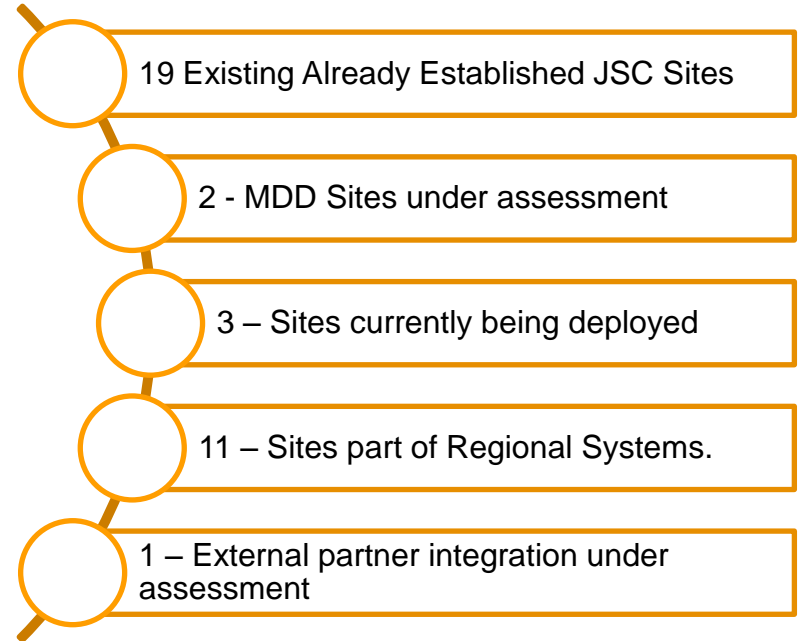 19 Existing Already Established JSC Sites
2 - MDD Sites under assessment
3 – Sites currently being deployed
11 – Sites part of Regional Systems.
1 – External partner integration under
assessment